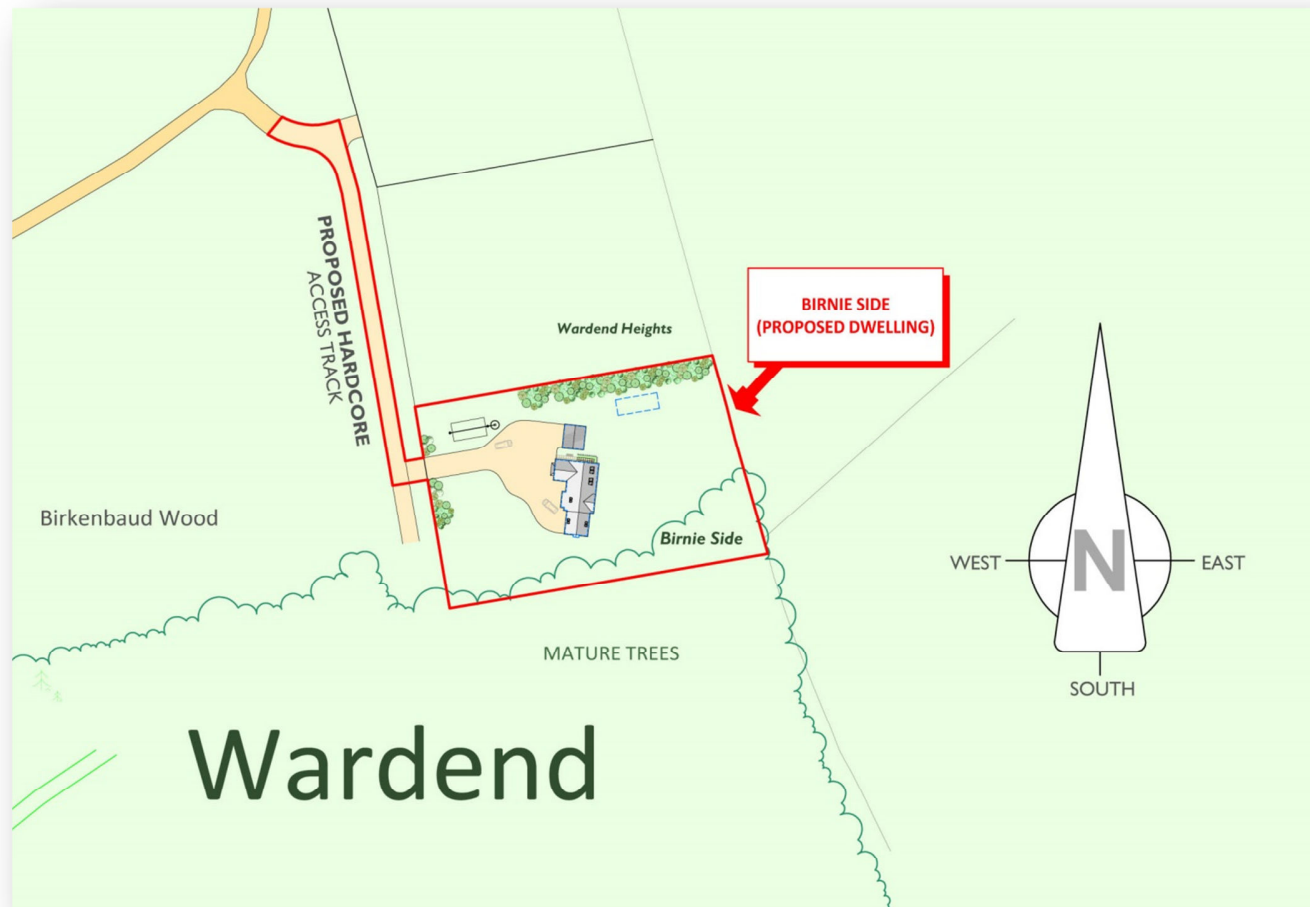 PROPOSED HARDCORE
ACCESS TRACK
BIRNIE SIDE
(PROPOSED DWELLING)
Wardend Heights
Birkenbaud Wood
Birnie Side
WEST
N
EAST
SOUTH
MATURE TREES
Wardend